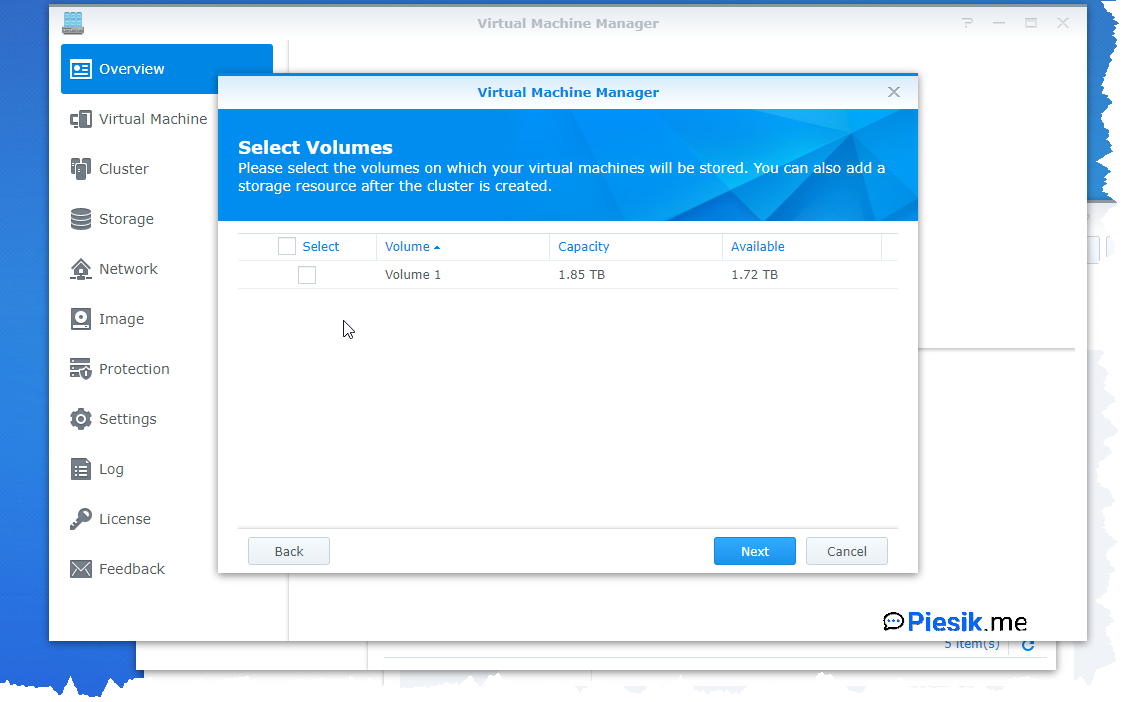 Virtual Machine Manager
Overview
Virtual Machine
Cluster
Storage
Network
Image
Protection
Settings
Log
License
Feedback
Virtual Machine Manager
Select Volumes
Please select the volumes on which your virtual machines will be stored. You can also add a
storage resource after the cluster is created.
Select Volume Capacity Available
Volume 1 1.85 TB 1.72 TB
Back Next Cancel
Piesik.me
5 item(s)